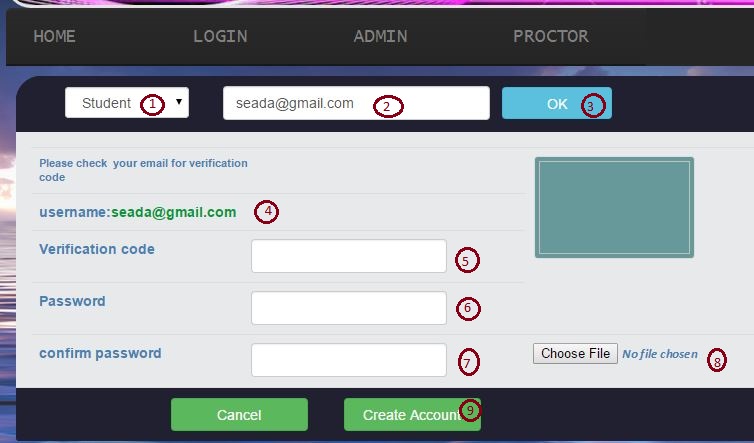 HOME LOGIN ADMIN PROCTOR
Student 1 seada@gmail.com 2 OK 3
Please check your email for verification
code
username:seada@gmail.com 4
Verification code 5
Password 6
confirm password 7 Choose File No file chosen 8
Cancel Create Account 9